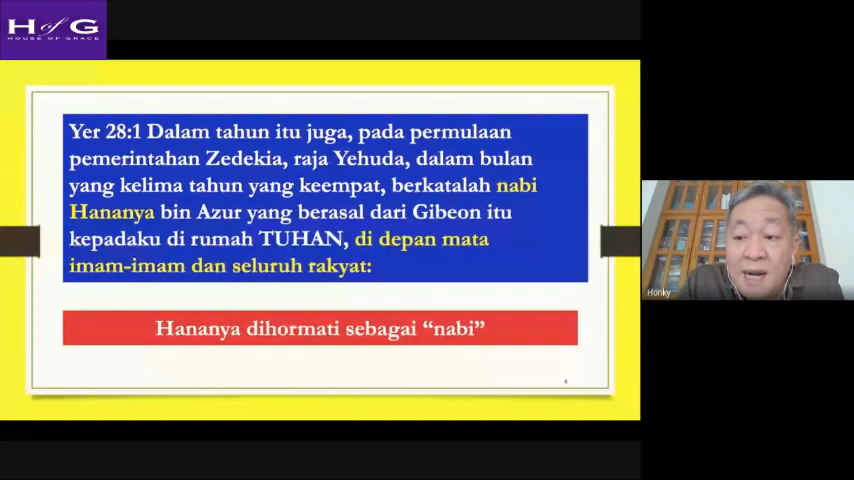 H of G
HOUSE OF GRACE
Yer 28:1 Dalam tahun itu juga, pada permulaan
pemerintahan Zedekia, raja Yehuda, dalam bulan
yang kelima tahun yang keempat, berkatalah nabi
Hananya bin Azur yang berasal dari Gibeon itu
kepadaku di rumah TUHAN, di depan mata
imam-imam dan seluruh rakyat:
Hananya dihormati sebagai “nabi”
4
Honky